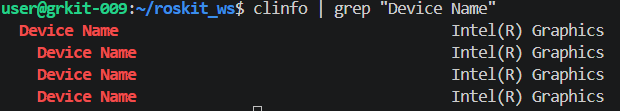 user@grkit-009:~/roskit_ws$ clinfo | grep "Device Name"
  Device Name                                     Intel(R) Graphics
    Device Name                                   Intel(R) Graphics
    Device Name                                   Intel(R) Graphics
    Device Name                                   Intel(R) Graphics